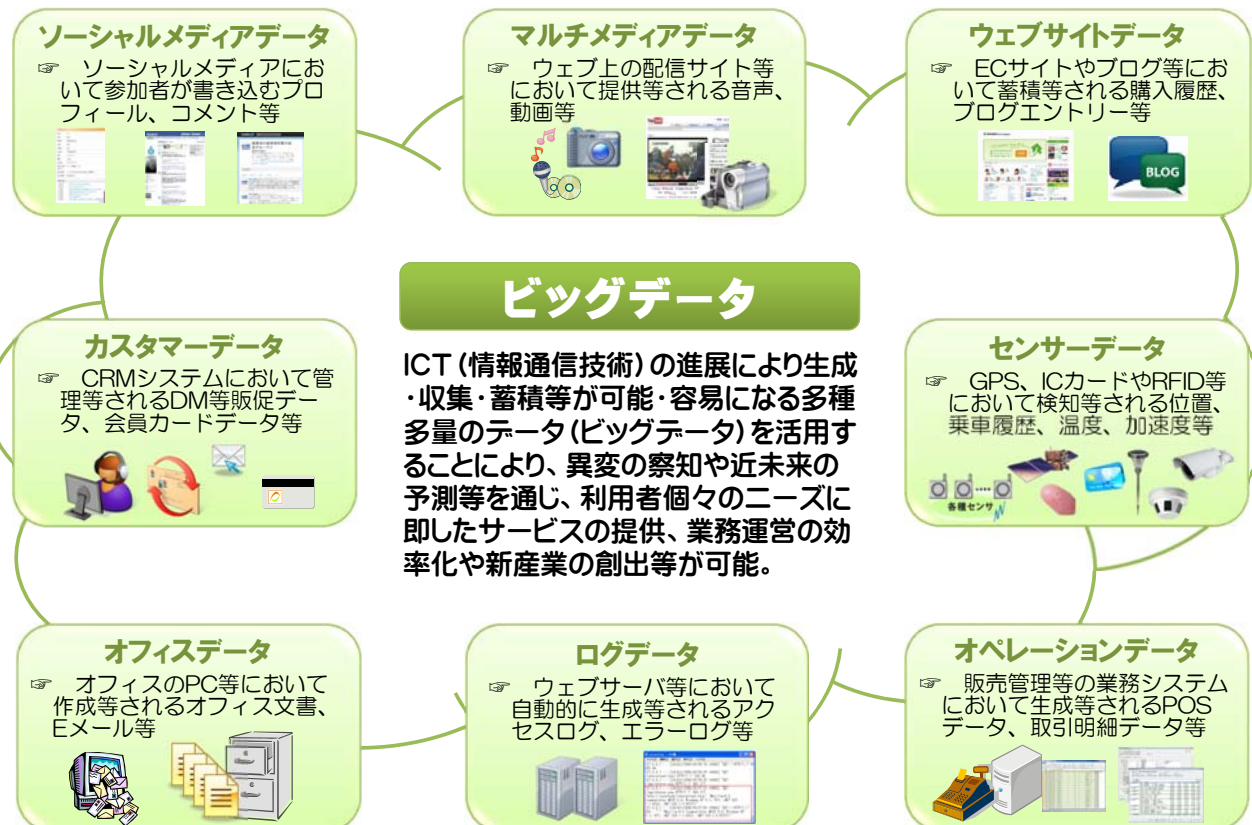 ソーシャルメディアデータ
☞ ソーシャルメディアにお
いて参加者が書き込むプロ
フィール、コメント等
マルチメディアデータ
☞ ウェブ上の配信サイト等
において提供等される音声、
動画等
ウェブサイトデータ
☞ ECサイトやブログ等にお
いて蓄積等される購入履歴、
ブログエントリー等
BLOG
ビッグデータ
ICT（情報通信技術）の進展により生成
・収集・蓄積等が可能・容易になる多種
多量のデータ（ビッグデータ）を活用す
ることにより、異変の察知や近未来の
予測等を通じ、利用者個々のニーズに
即したサービスの提供、業務運営の効
率化や新産業の創出等が可能。
カスタマーデータ
☞ CRMシステムにおいて管
理等されるDM等販促デー
タ、会員カードデータ等
センサーデータ
☞ GPS、ICカードやRFID等
において検知等される位置、
乗車履歴、温度、加速度等
各種センサ
オフィスデータ
☞ オフィスのPC等において
作成等されるオフィス文書、
Eメール等
ログデータ
☞ ウェブサーバ等において
自動的に生成等されるアク
セスログ、エラーログ等
オペレーションデータ
☞ 販売管理等の業務システム
において生成等されるPOS
データ、取引明細データ等